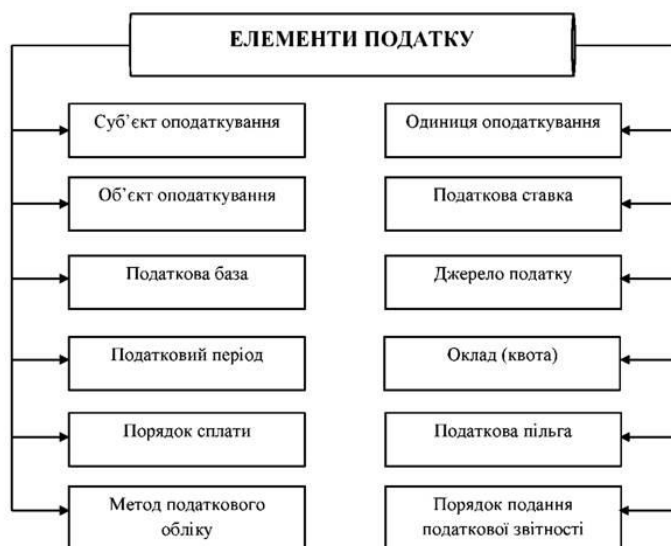 ЕЛЕМЕНТИ ПОДАТКУ
Суб’єкт оподаткування
Одиниця оподаткування
Об’єкт оподаткування
Податкова ставка
Податкова база
Джерело податку
Податковий період
Оклад (квота)
Порядок сплати
Податкова пільга
Метод податкового
обліку
Порядок подання
податкової звітності